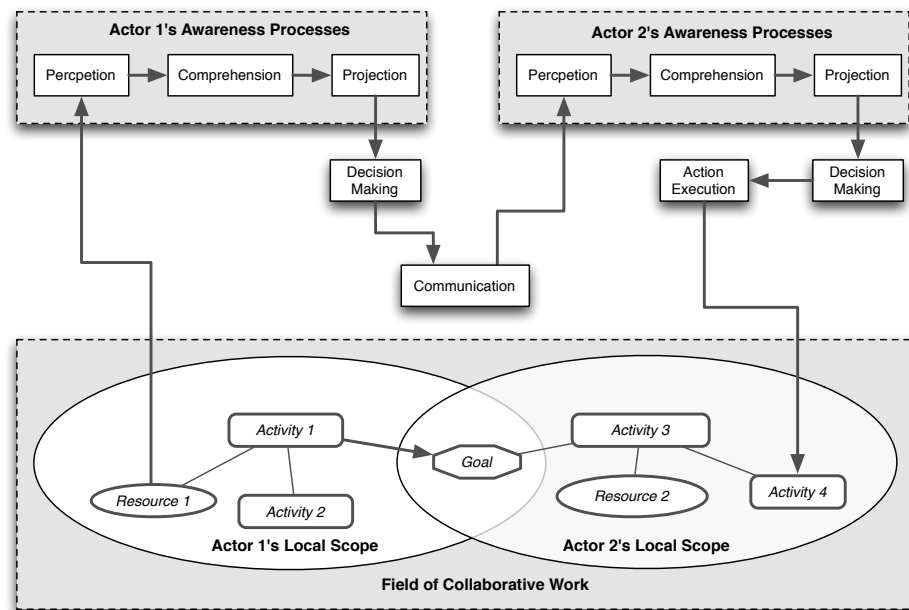 Actor 1's Awareness Processes
Percpetion
Comprehension
Projection
Actor 2's Awareness Processes
Percpetion
Comprehension
Projection
Decision
Making
Action
Execution
Decision
Making
Communication
Activity 1
Activity 3
Goal
Resource 1
Activity 2
Resource 2
Activity 4
Actor 1's Local Scope
Actor 2's Local Scope
Field of Collaborative Work